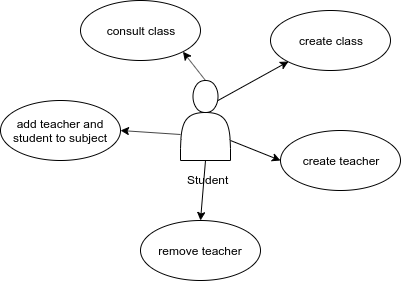 consult class
create class
add teacher and
student to subject
create teacher
Student
remove teacher